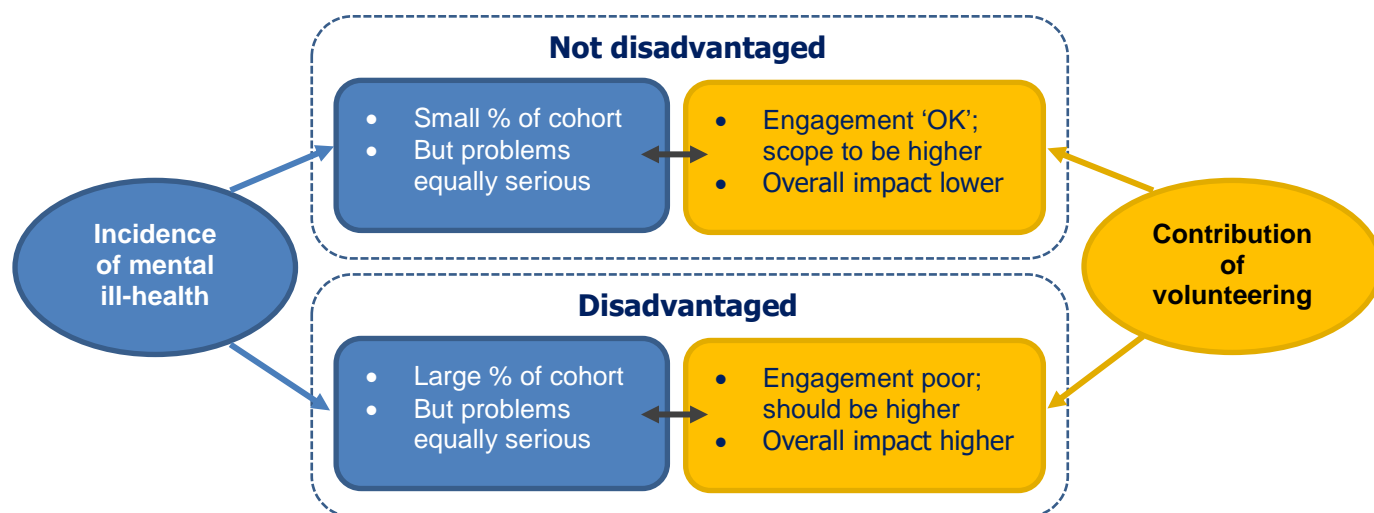 Not disadvantaged
• Small % of cohort
• But problems
equally serious
• Engagement ‘OK’;
scope to be higher
• Overall impact lower
Incidence
of mental
ill-health
Contribution
of
volunteering
Disadvantaged
• Large % of cohort
• But problems
equally serious
• Engagement poor;
should be higher
• Overall impact higher